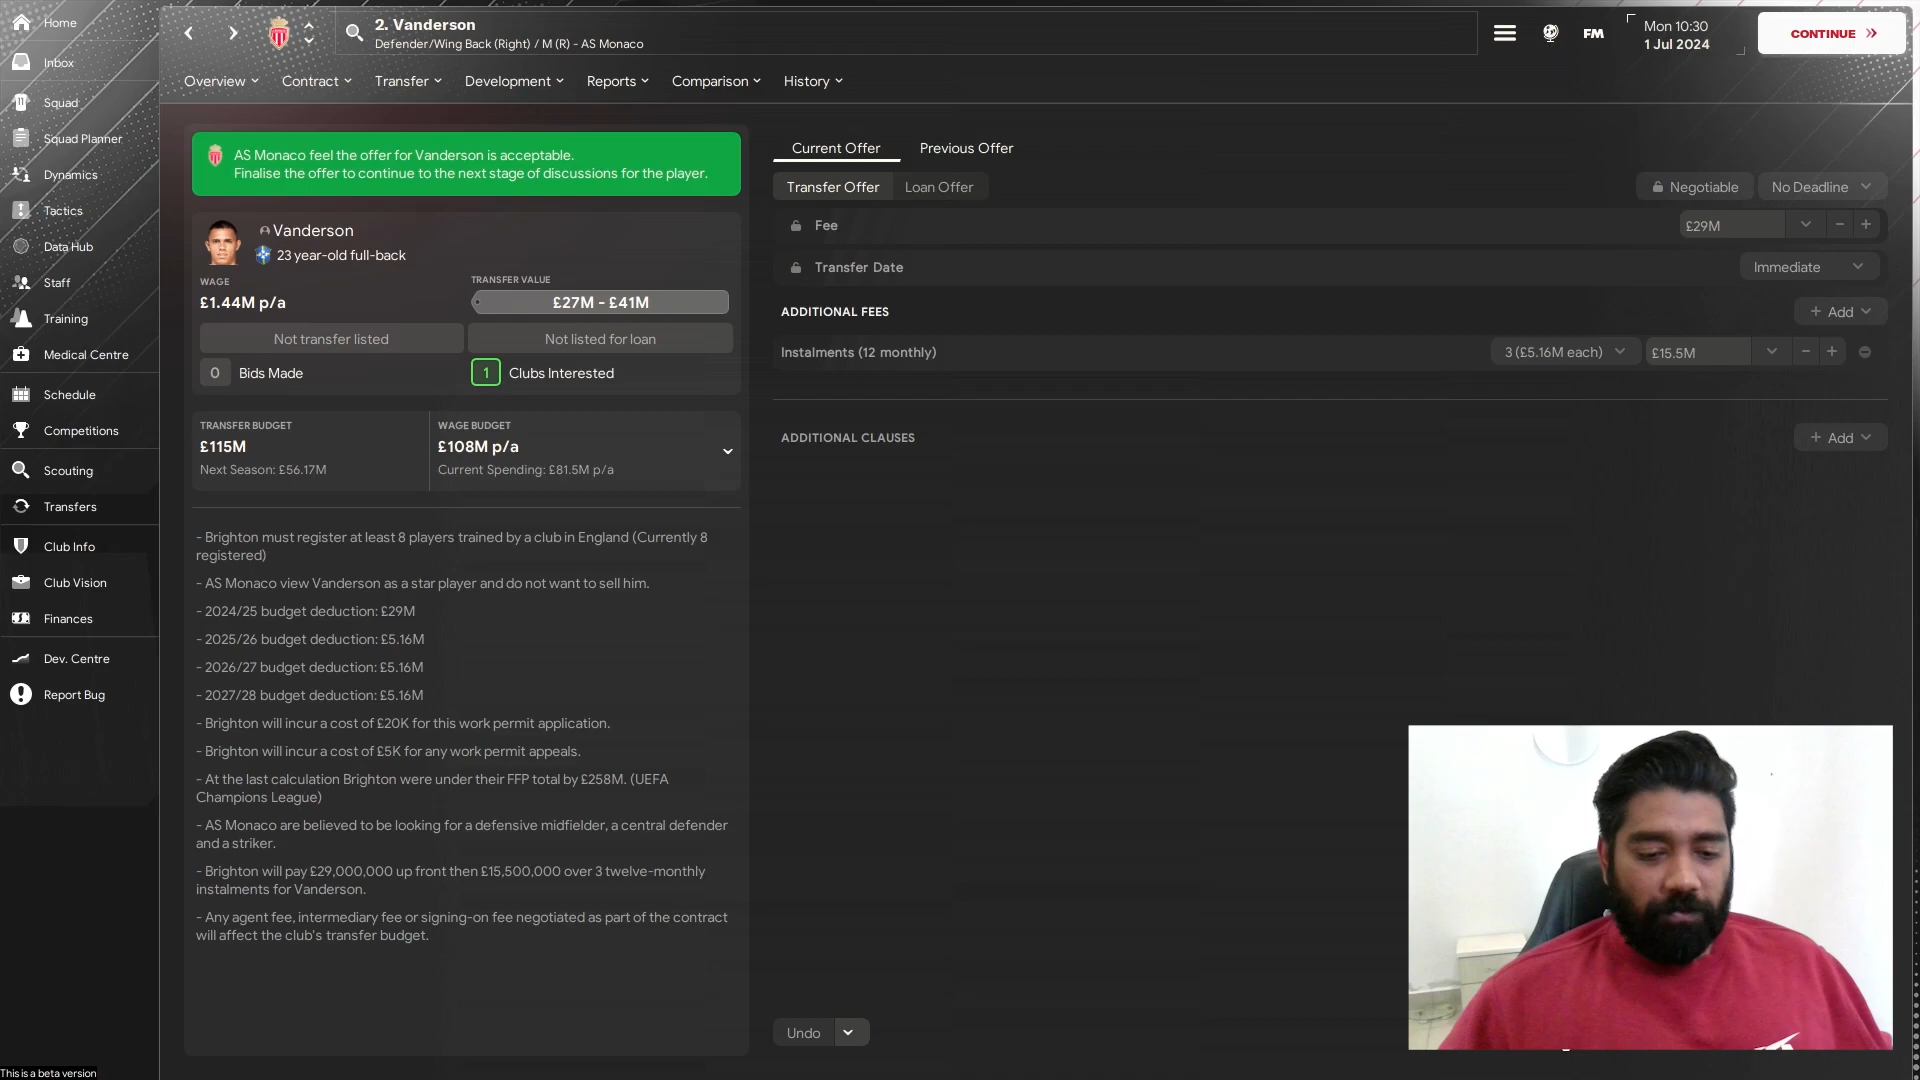 Home
Inbox
Squad
Squad Planner
Dynamics
Tactics
Data Hub
Staff
Training
Medical Centre
Schedule
Competitions
Scouting
Transfers
Club Info
Club Vision
Finances
Dev. Centre
Report Bug
This is a beta version
2. Vanderson
Defender/Wing Back (Right) / M (R) - AS Monaco
FM
Mon 10:30
1 Jul 2024
CONTINUE
Overview
Contract
Transfer
Development
Reports
Comparison
History
AS Monaco feel the offer for Vanderson is acceptable.
Finalise the offer to continue to the next stage of discussions for the player.
Vanderson
23 year-old full-back
WAGE
£1.44M p/a
TRANSFER VALUE
£27M - £41M
Not transfer listed
Not listed for loan
0 Bids Made
1 Clubs Interested
TRANSFER BUDGET
£115M
Next Season: £56.17M
WAGE BUDGET
£108M p/a
Current Spending: £81.5M p/a
- Brighton must register at least 8 players trained by a club in England (Currently 8
registered)
- AS Monaco view Vanderson as a star player and do not want to sell him.
- 2024/25 budget deduction: £29M
- 2025/26 budget deduction: £5.16M
- 2026/27 budget deduction: £5.16M
- 2027/28 budget deduction: £5.16M
- Brighton will incur a cost of £20K for this work permit application.
- Brighton will incur a cost of £5K for any work permit appeals.
- At the last calculation Brighton were under their FFP total by £258M. (UEFA
Champions League)
- AS Monaco are believed to be looking for a defensive midfielder, a central defender
and a striker.
- Brighton will pay £29,000,000 up front then £15,500,000 over 3 twelve-monthly
instalments for Vanderson.
- Any agent fee, intermediary fee or signing-on fee negotiated as part of the contract
will affect the club's transfer budget.
Current Offer
Previous Offer
Transfer Offer
Loan Offer
Negotiable
No Deadline
Fee
£29M
Transfer Date
Immediate
ADDITIONAL FEES
+ Add
Instalments (12 monthly)
3 (£5.16M each)
£15.5M
ADDITIONAL CLAUSES
+ Add
Undo